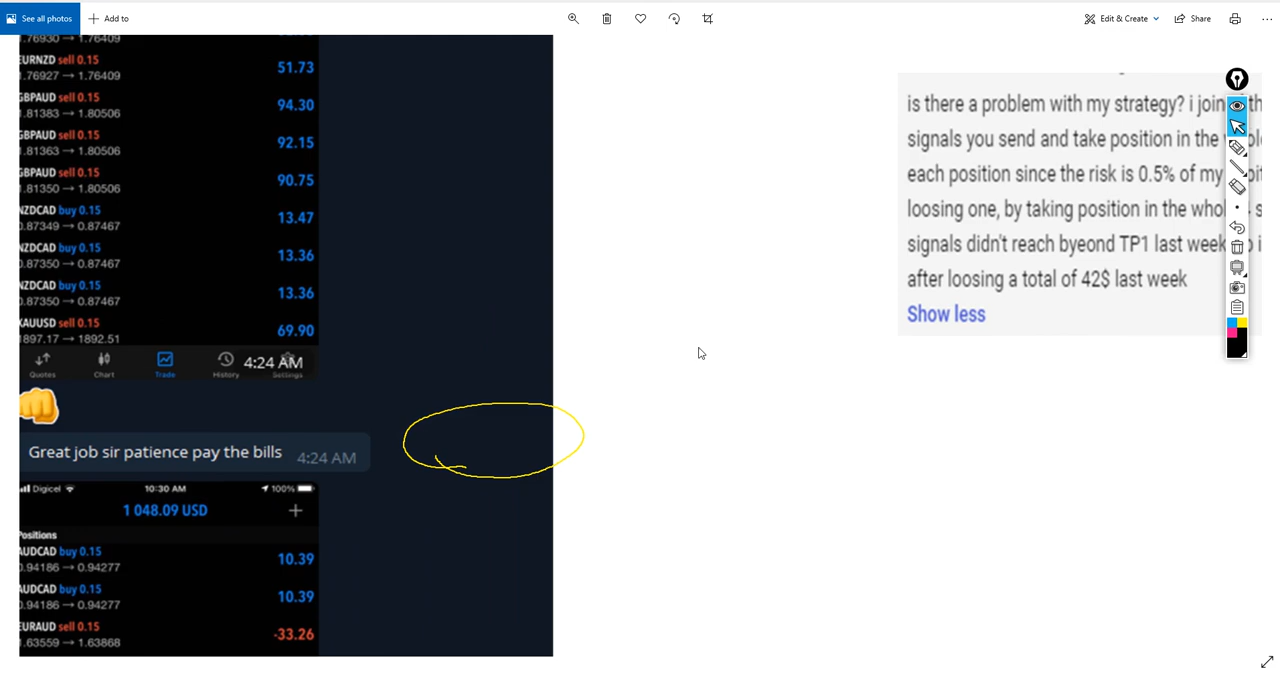 See all photos
Add to
Edit & Create
Share
1.76930 → 1.76409
EURNZD sell 0.15
51.73
1.76927 → 1.76409
GBPAUD sell 0.15
94.30
1.81383 → 1.80506
GBPAUD sell 0.15
92.15
1.81363 → 1.80506
GBPAUD sell 0.15
90.75
1.81350 → 1.80506
NZDCAD buy 0.15
13.47
0.87349 → 0.87467
NZDCAD buy 0.15
13.36
0.87350 → 0.87467
NZDCAD buy 0.15
13.36
0.87350 → 0.87467
XAUUSD sell 0.15
69.90
1897.17 → 1892.51
Quotes
Chart
Trade
History
Settings
4:24 AM
Great job sir patience pay the bills
4:24 AM
Digicel
10:30 AM
100%
1 048.09 USD
Positions
AUDCAD buy 0.15
10.39
0.94186 → 0.94277
AUDCAD buy 0.15
10.39
0.94186 → 0.94277
EURAUD sell 0.15
-33.26
1.63559 → 1.63868
is there a problem with my strategy? i join
signals you send and take position in the
each position since the risk is 0.5% of my
loosing one, by taking position in the
signals didn't reach byeond TP1 last week
after loosing a total of 42$ last week
Show less